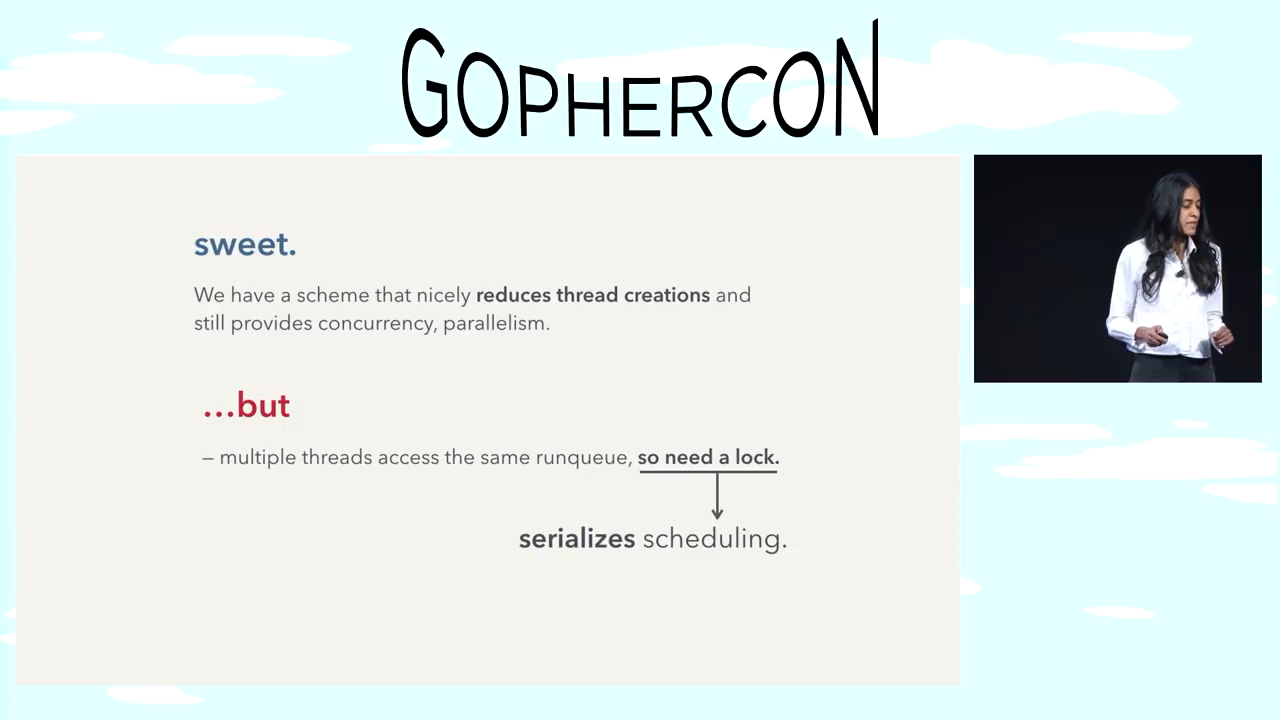 GOPHERCON
sweet.
We have a scheme that nicely reduces thread creations and
still provides concurrency, parallelism.
...but
– multiple threads access the same runqueue, so need a lock.
serializes scheduling.